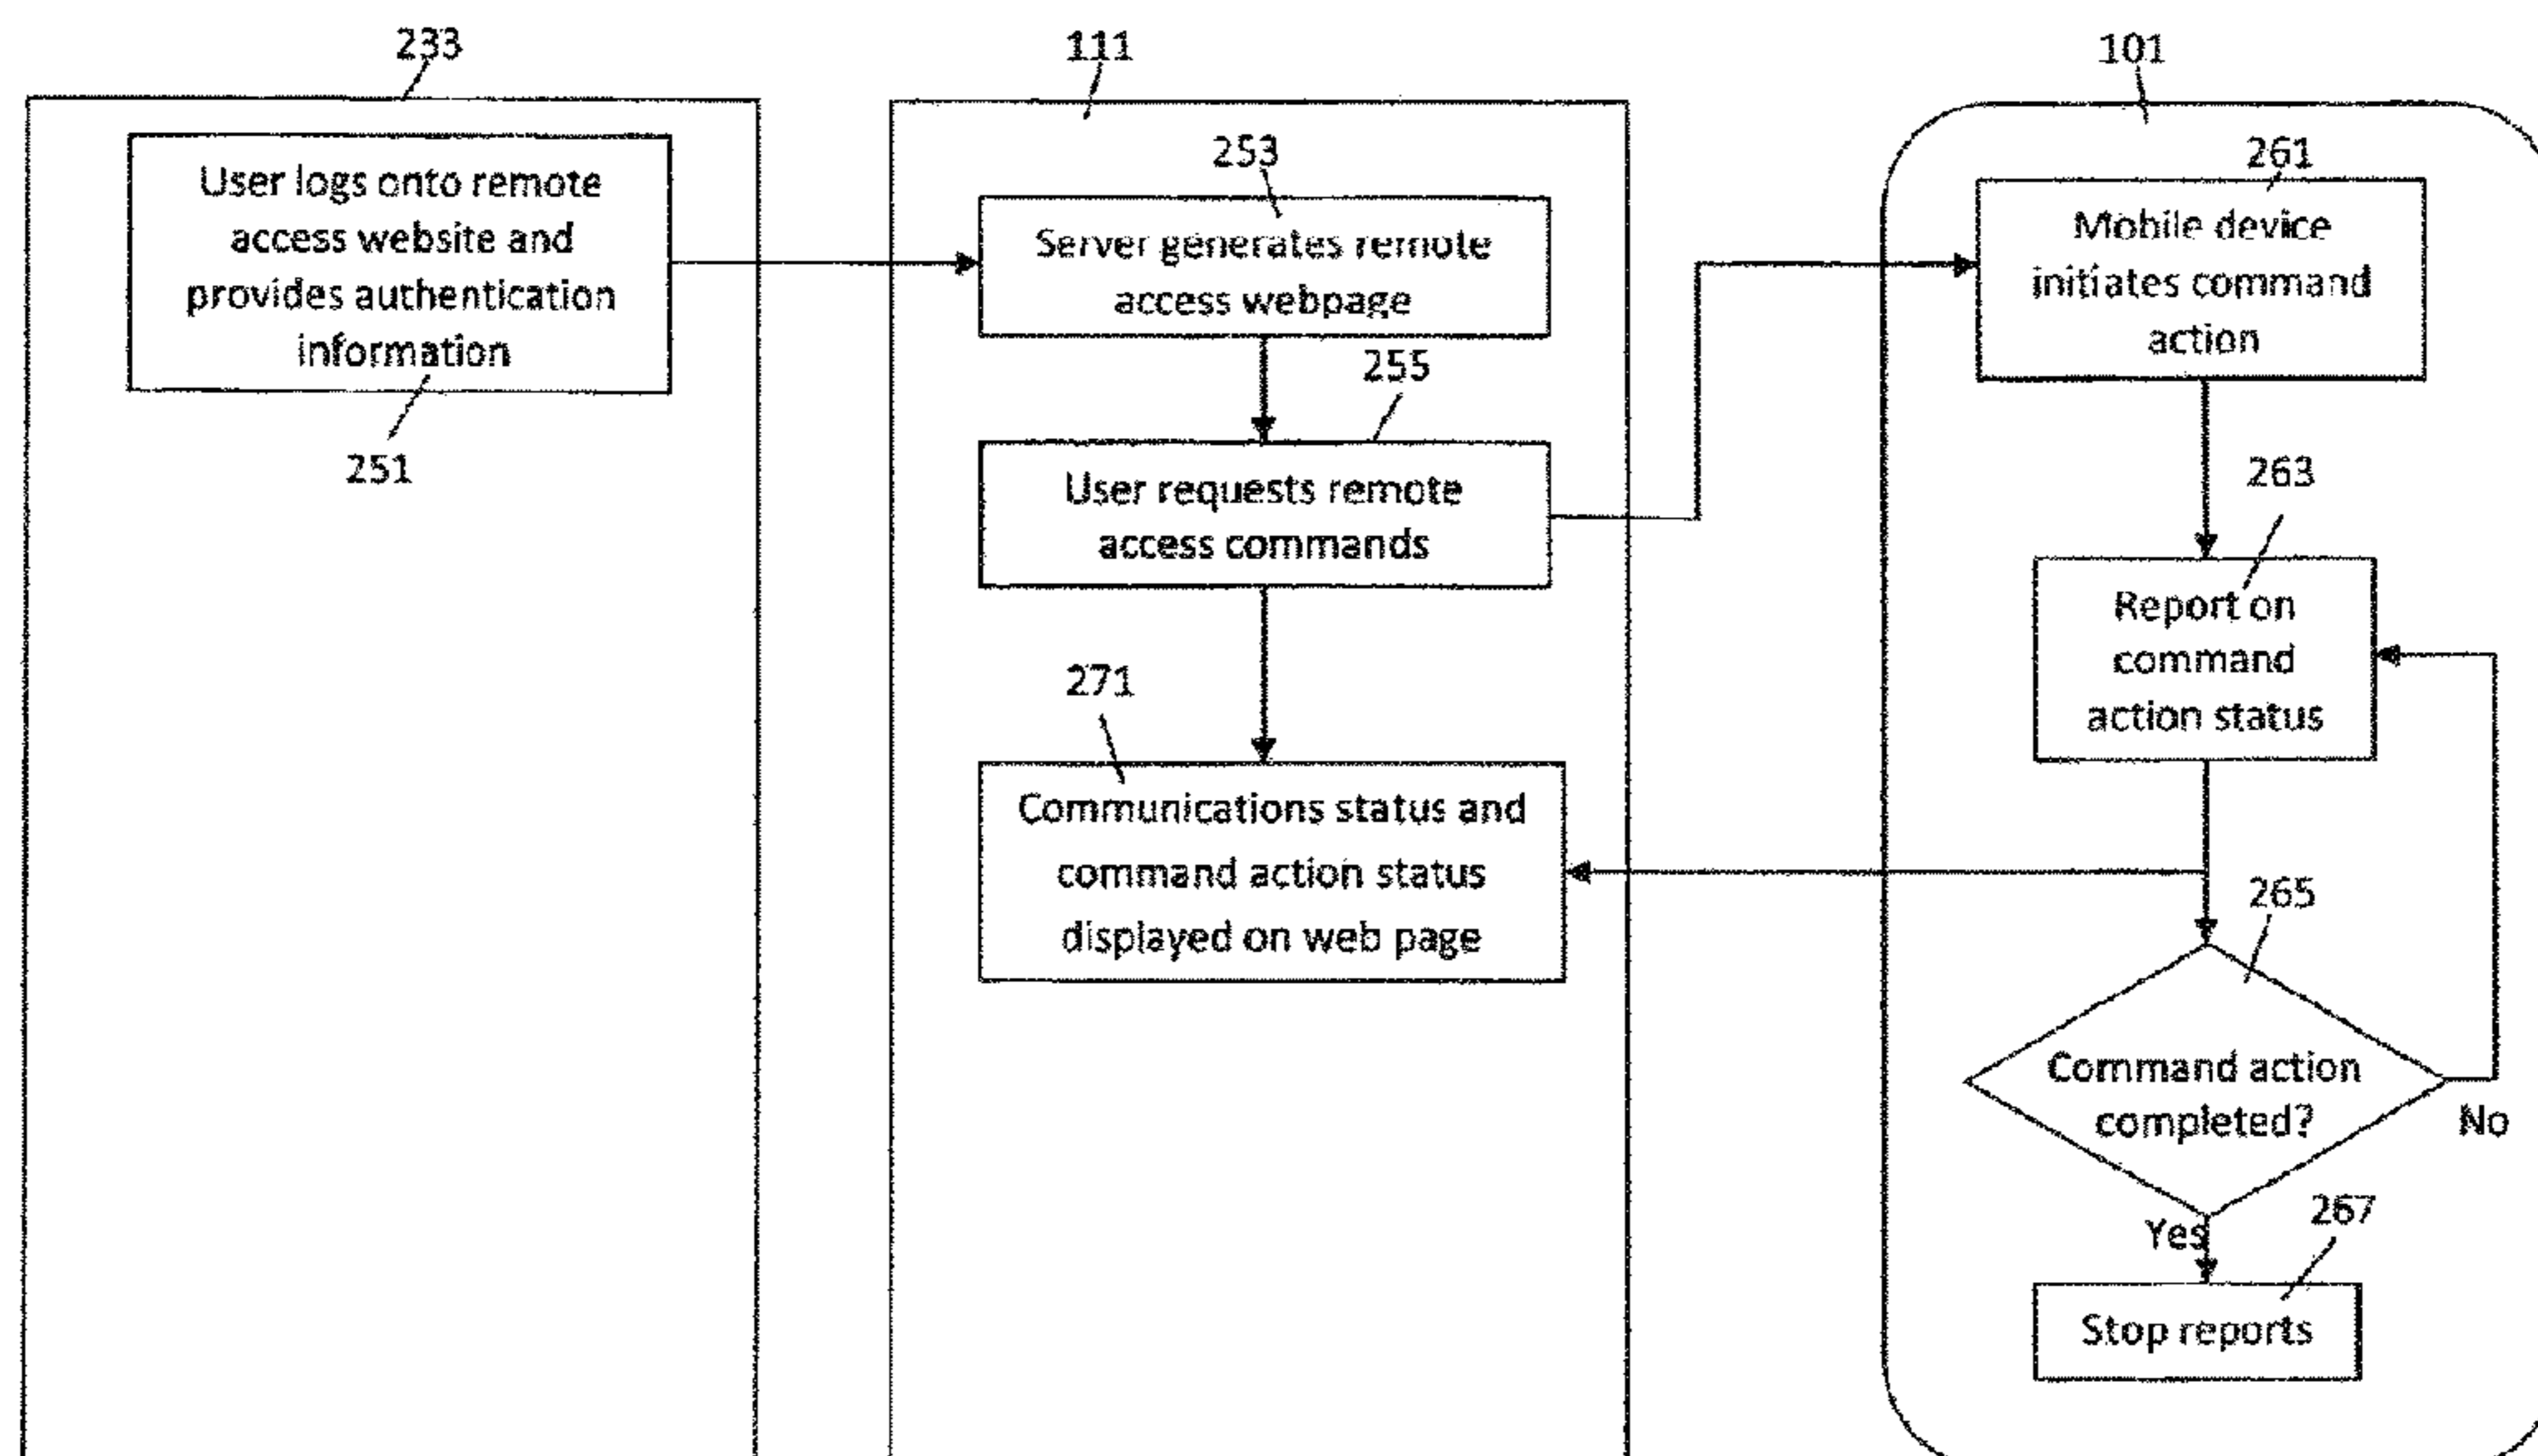 233
User logs onto remote
access website and
provides authentication
information
251
111
253
Server generates remote
access webpage
255
User requests remote
access commands
271
Communications status and
command action status
displayed on web page
101
261
Mobile device
initiates command
action
263
Report on
command
action status
265
Command action
completed?
No
Yes
267
Stop reports